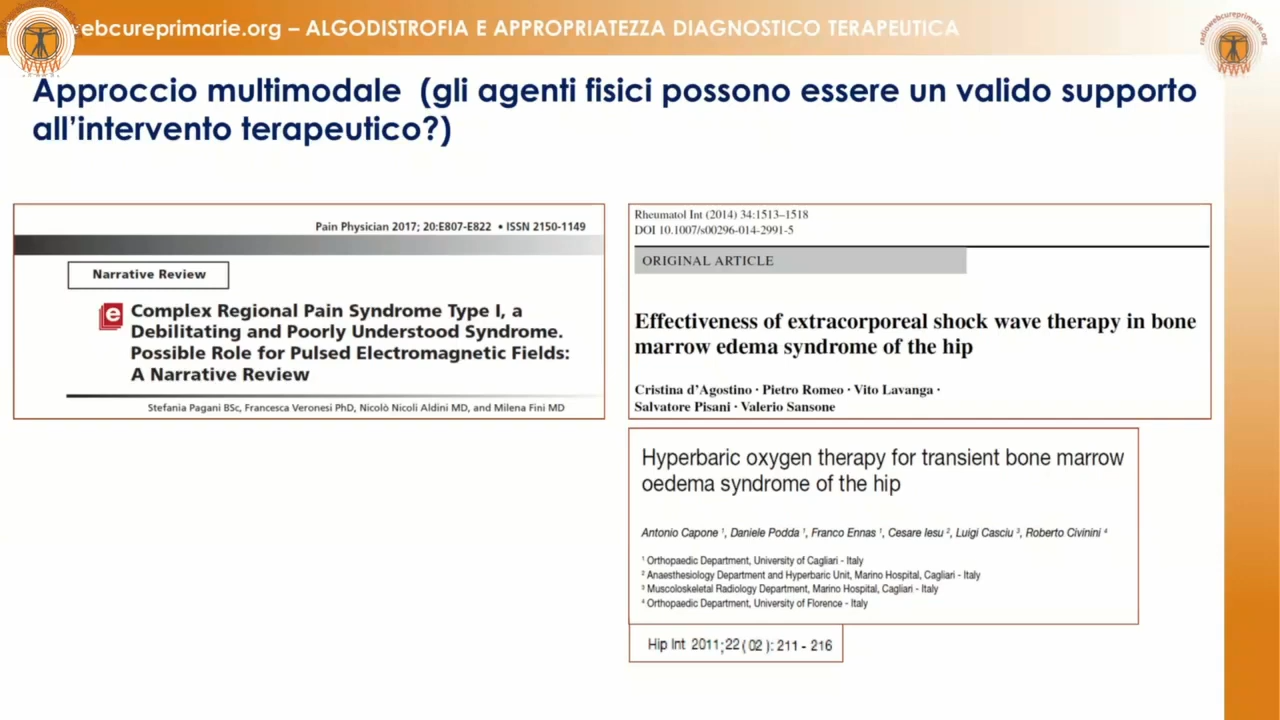 ebcureprimarie.org – ALGODISTROFIA E APPROPRIATEZZA DIAGNOSTICO TERAPEUTICA
WWW
radiowebcureprimarie.org
WWW
Approccio multimodale (gli agenti fisici possono essere un valido supporto
all'intervento terapeutico?)
Pain Physician 2017; 20:E807-E822 • ISSN 2150-1149
Narrative Review
e
Complex Regional Pain Syndrome Type I, a
Debilitating and Poorly Understood Syndrome.
Possible Role for Pulsed Electromagnetic Fields:
A Narrative Review
Stefania Pagani BSc, Francesca Veronesi PhD, Nicolò Nicoli Aldini MD, and Milena Fini MD
Rheumatol Int (2014) 34:1513–1518
DOI 10.1007/s00296-014-2991-5
ORIGINAL ARTICLE
Effectiveness of extracorporeal shock wave therapy in bone
marrow edema syndrome of the hip
Cristina d'Agostino · Pietro Romeo · Vito Lavanga ·
Salvatore Pisani · Valerio Sansone
Hyperbaric oxygen therapy for transient bone marrow
oedema syndrome of the hip
Antonio Capone ¹, Daniele Podda ¹, Franco Ennas ¹, Cesare Iesu ², Luigi Casciu ³, Roberto Civinini ⁴
¹ Orthopaedic Department, University of Cagliari - Italy
² Anaesthesiology Department and Hyperbaric Unit, Marino Hospital, Cagliari - Italy
³ Muscoloskeletal Radiology Department, Marino Hospital, Cagliari - Italy
⁴ Orthopaedic Department, University of Florence - Italy
Hip Int 2011;22( 02 ): 211 - 216